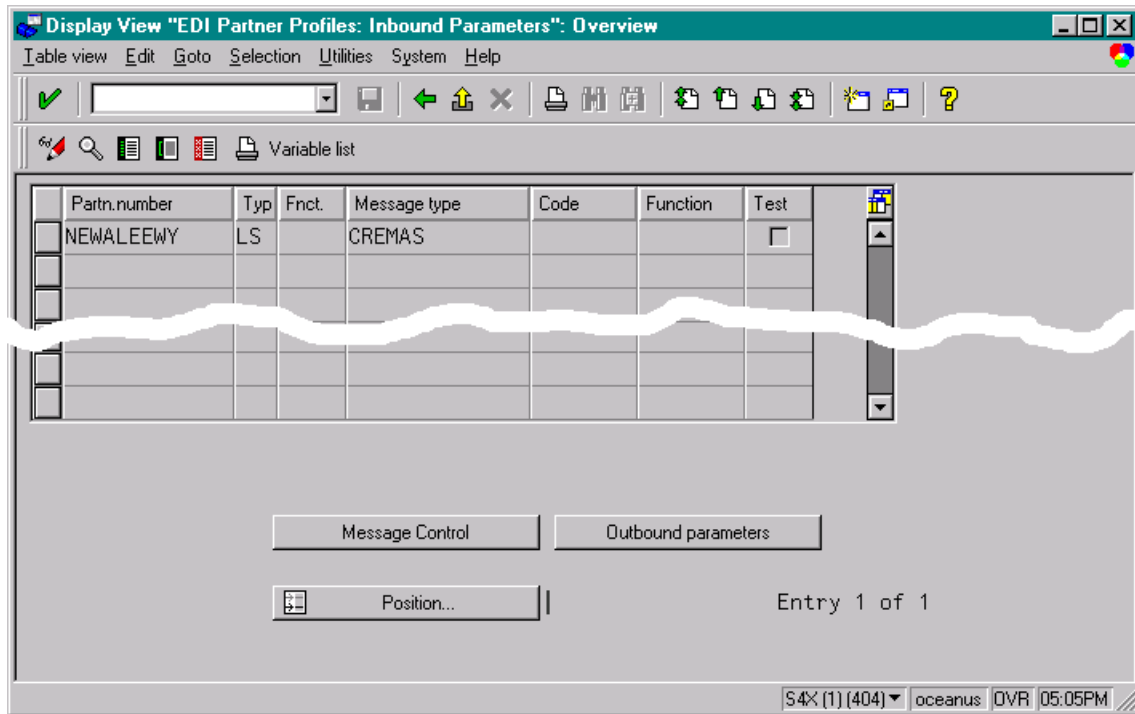 Display View "EDI Partner Profiles: Inbound Parameters": Overview
Table view Edit Goto Selection Utilities System Help
Variable list
Partn.number Typ Fnct. Message type Code Function Test
NEWALEEWY LS CREMAS
Message Control Outbound parameters
Position... Entry 1 of 1
S4X (1) (404) oceanus OVR 05:05PM